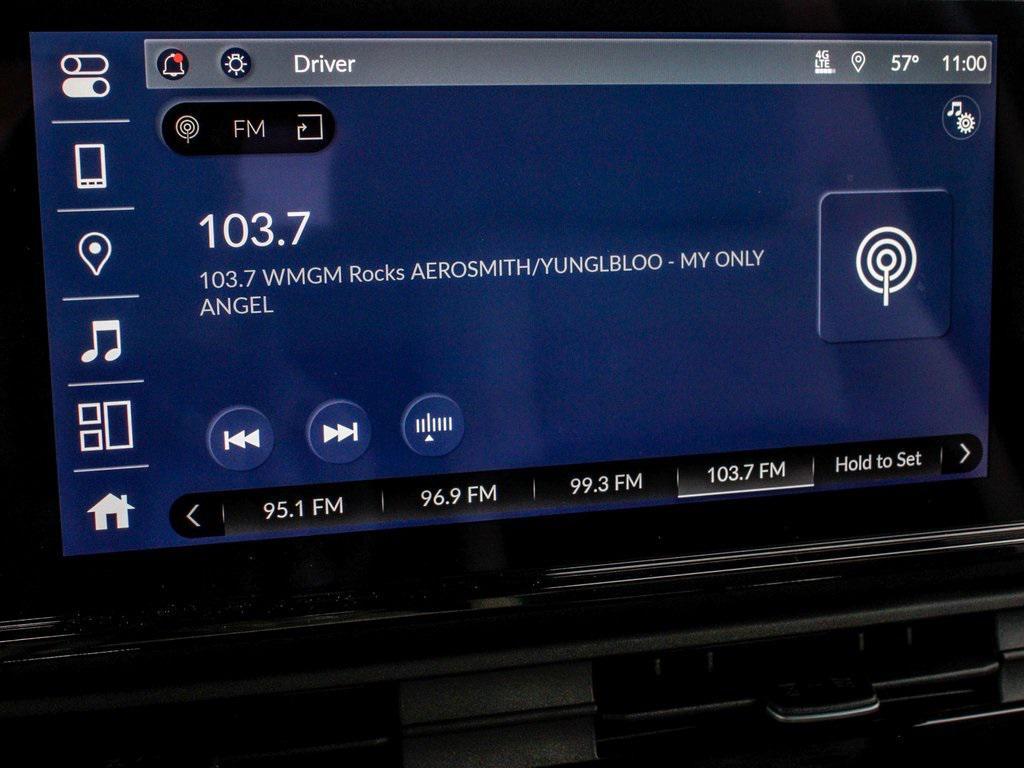 Driver
4G
LTE
57° 11:00
FM
103.7
103.7 WMGM Rocks AEROSMITH/YUNGLBLOO - MY ONLY
ANGEL
95.1 FM 96.9 FM 99.3 FM 103.7 FM Hold to Set